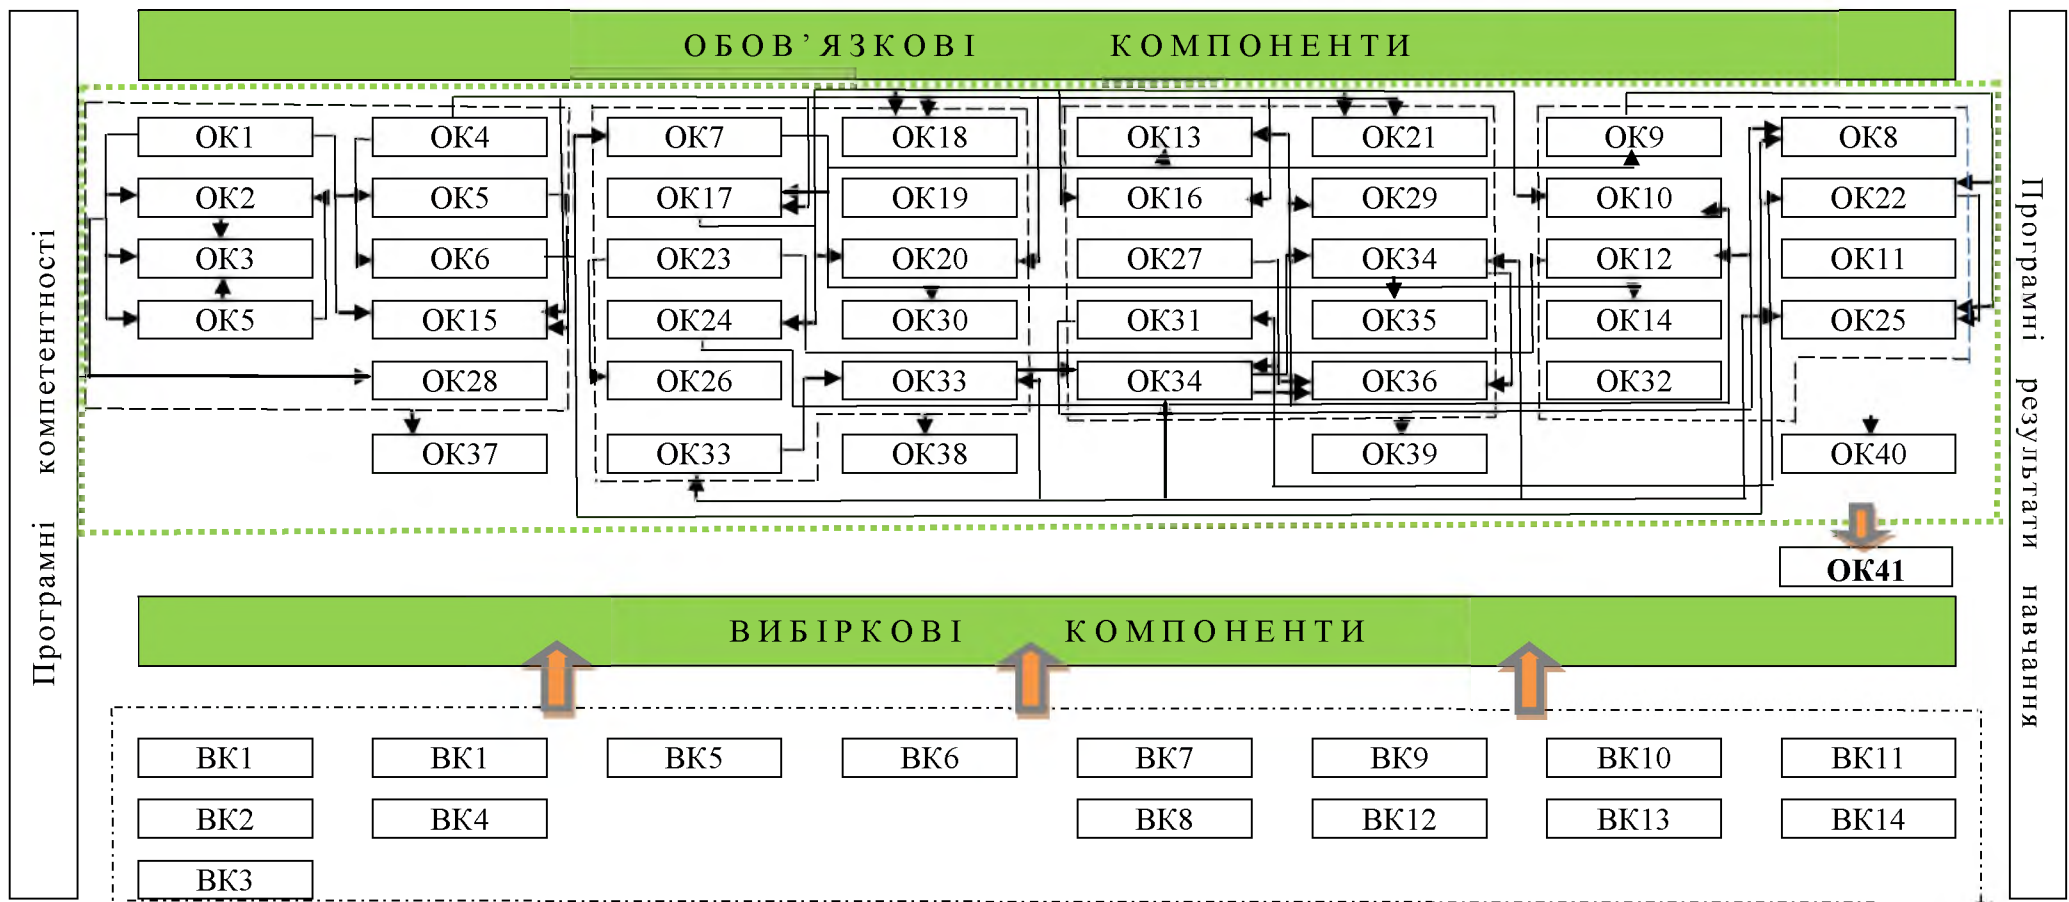 ОБОВ’ЯЗКОВІ КОМПОНЕНТИ
Програмні компетентності
ОК1 ОК4 ОК7 ОК18 ОК13 ОК21 ОК9 ОК8
ОК2 ОК5 ОК17 ОК19 ОК16 ОК29 ОК10 ОК22
ОК3 ОК6 ОК23 ОК20 ОК27 ОК34 ОК12 ОК11
ОК5 ОК15 ОК24 ОК30 ОК31 ОК35 ОК14 ОК25
ОК28 ОК26 ОК33 ОК34 ОК36 ОК32
ОК37 ОК33 ОК38 ОК39 ОК40
ОК41
Програмні результати навчання
ВИБІРКОВІ КОМПОНЕНТИ
ВК1 ВК1 ВК5 ВК6 ВК7 ВК9 ВК10 ВК11
ВК2 ВК4 ВК8 ВК12 ВК13 ВК14
ВК3